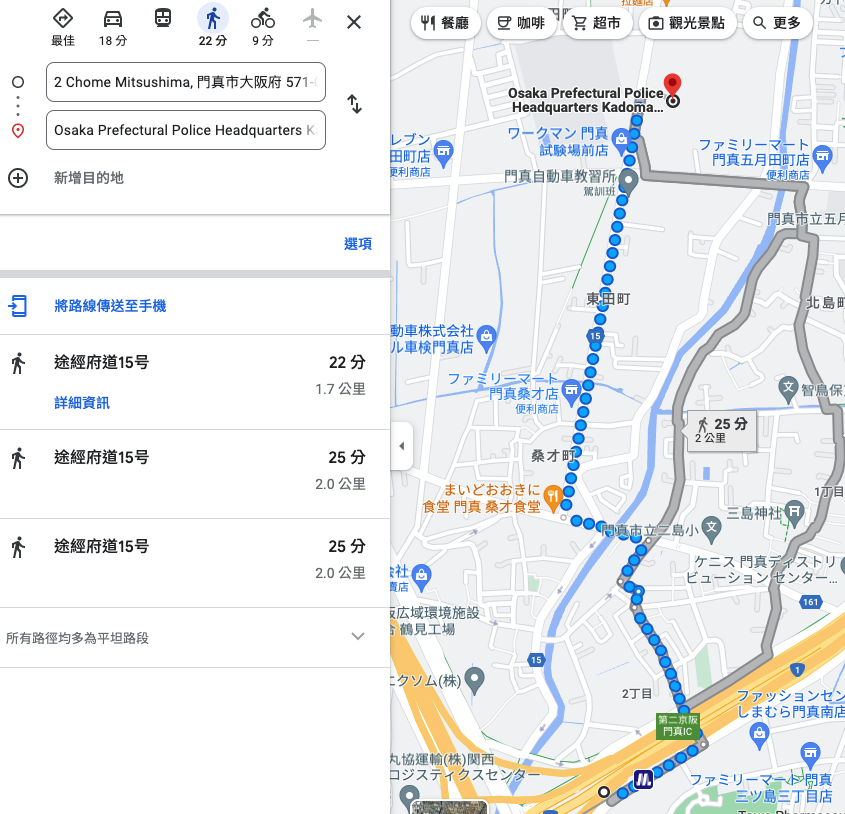 最佳
18 分
22 分
9 分
—
2 Chome Mitsushima, 門真市大阪府 571-
Osaka Prefectural Police Headquarters K
新增目的地
選項
將路線傳送至手機
途經府道15号
22 分
1.7 公里
詳細資訊
途經府道15号
25 分
2.0 公里
途經府道15号
25 分
2.0 公里
所有路徑均多為平坦路段
餐廳
咖啡
超市
觀光景點
更多
Osaka Prefectural Police
Headquarters Kadoma...
レブン
田町店
便利商店
ワークマン 門真
試験場前店
ファミリーマート
門真五月田町店
便利商店
門真自動車教習所
駕訓班
門真市立五月
東田町
北島町
15
動車株式会社
ル車検門真店
ファミリーマート
門真桑才店
便利商店
智鳥保
25 分
2 公里
桑才町
まいどおおきに
食堂 門真 桑才食堂
1丁目
三島神社
門真市立三島小
ケニス 門真ディストリ
ビューション センター...
会社
賣店
161
阪広域環境施設
合 鶴見工場
15
1
エクソム(株)
2丁目
ファッションセン
しまむら門真南店
第二京阪
門真IC
丸協運輸(株)関西
ロジスティクスセンター
ファミリーマート 門真
三ツ島三丁目店